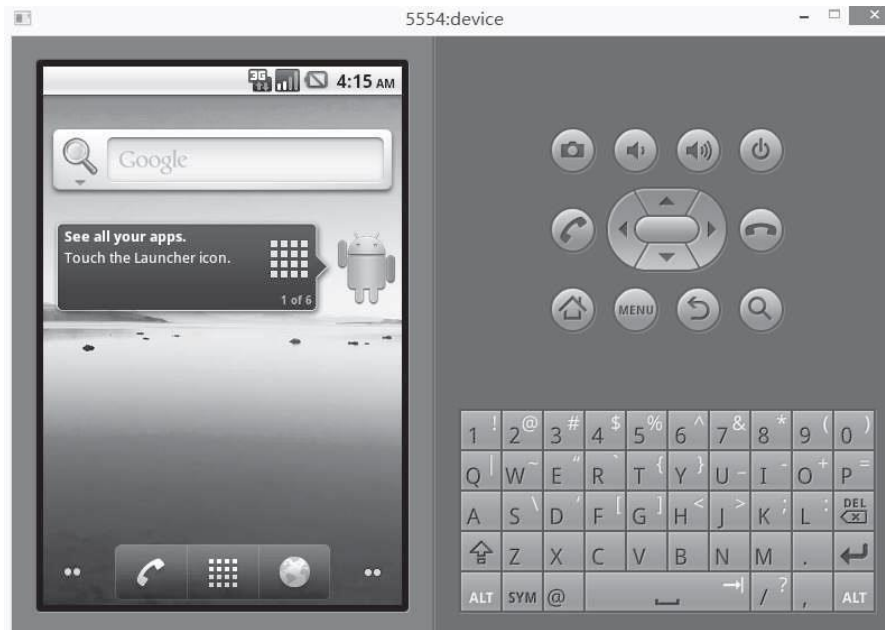 5554:device
3G 4:15 AM
Google
See all your apps.
Touch the Launcher icon.
1 of 6
MENU
1 ! 2 @ 3 # 4 $ 5 % 6 ^ 7 & 8 * 9 ( 0 )
Q | W ~ E " R ` T { Y } U _ I - O + P =
A S \ D ' F [ G ] H < J > K ; L : DEL
Z X C V B N M .
ALT SYM @ / ? , ALT